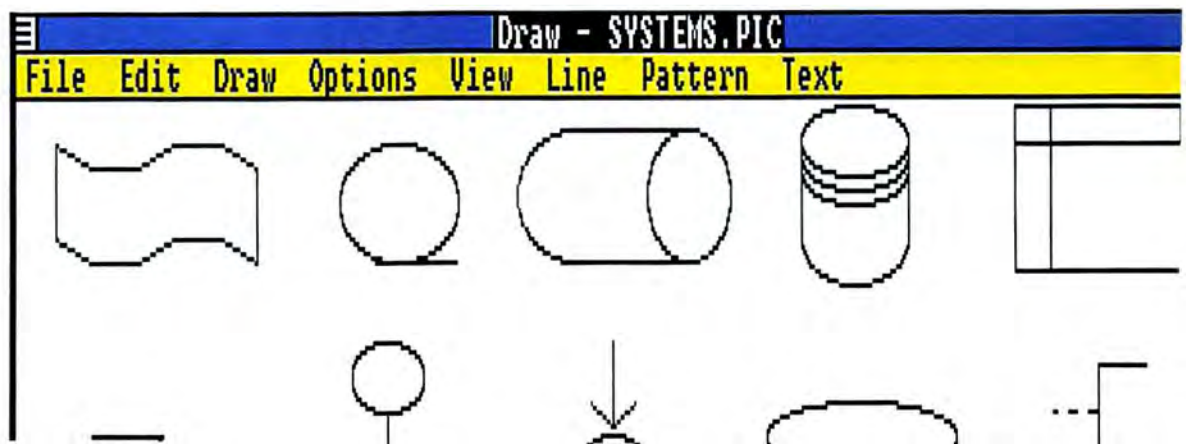 Draw - SYSTEMS.PIC
File Edit Draw Options View Line Pattern Text